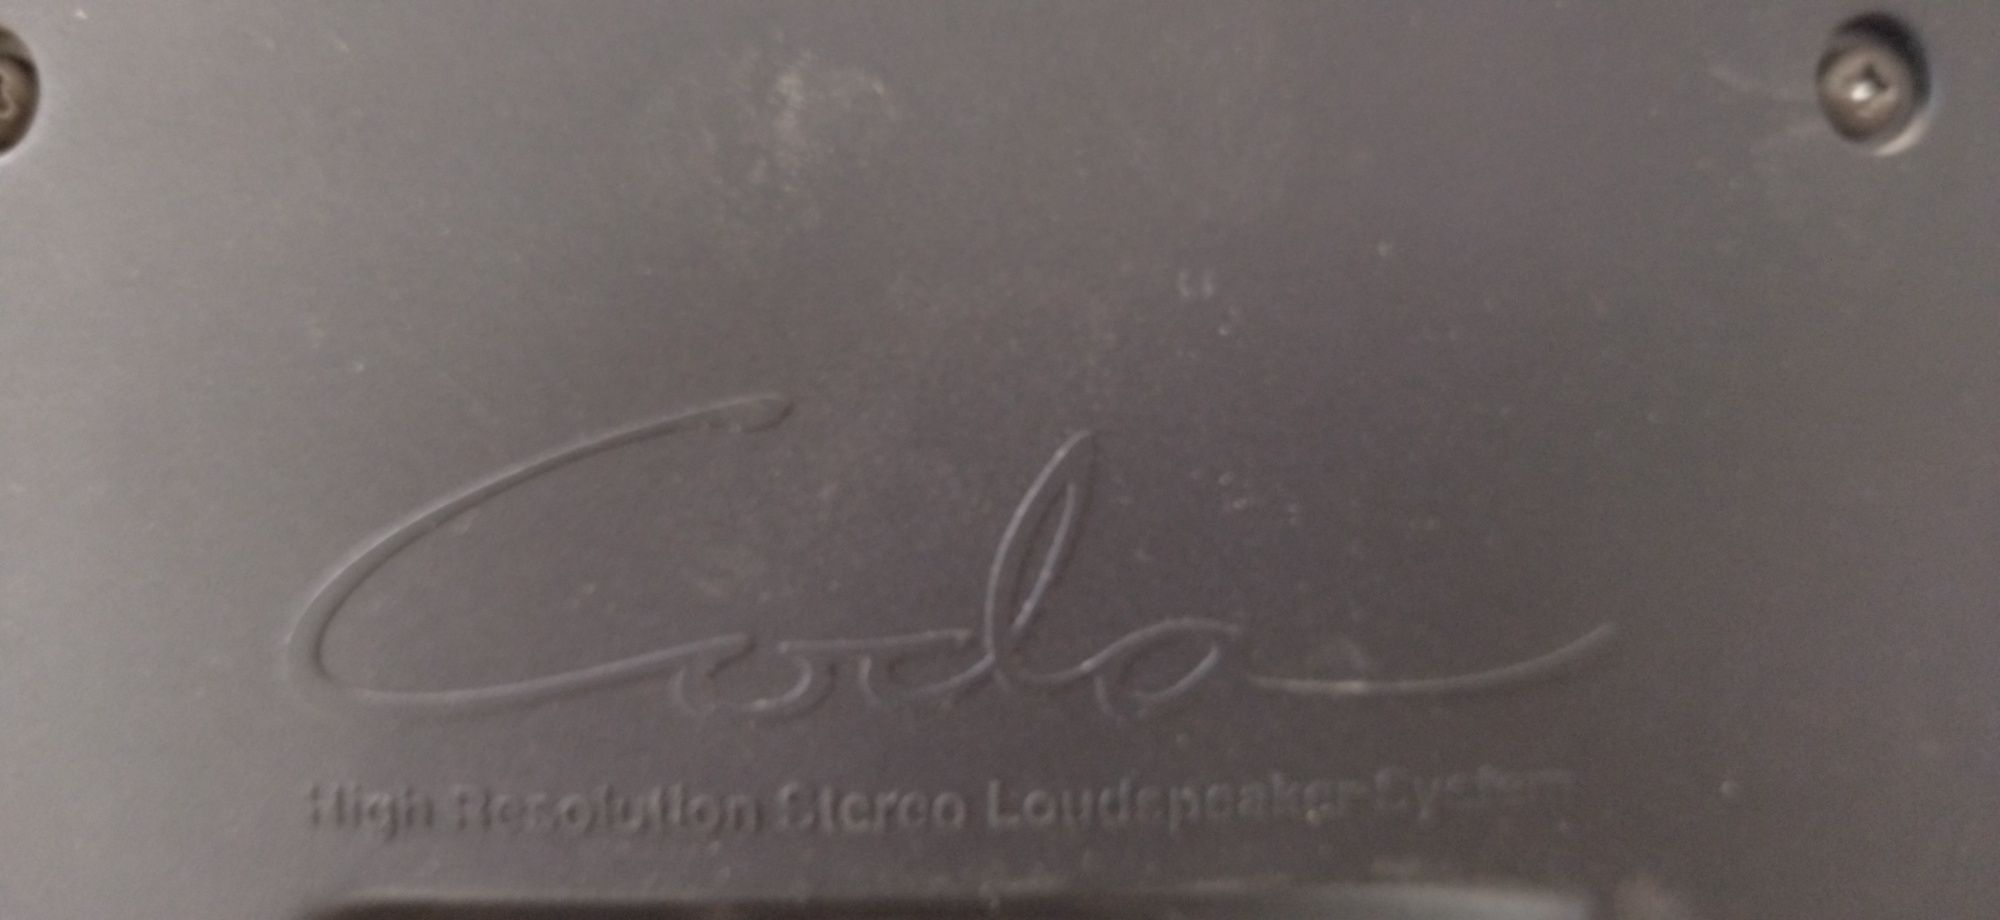 Coda
High Resolution Stereo Loudspeaker System